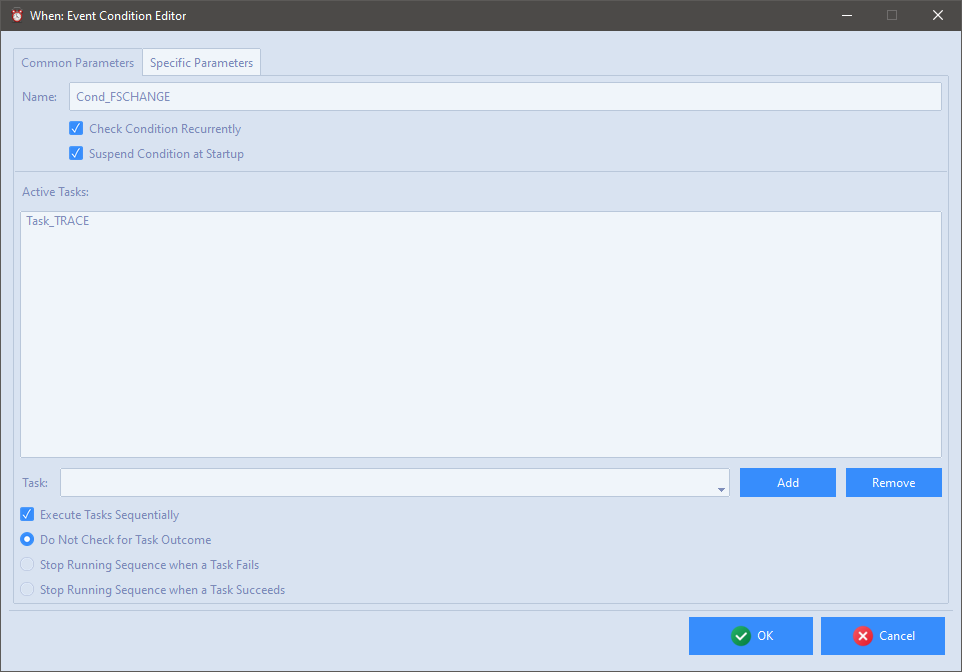 When: Event Condition Editor
Common Parameters Specific Parameters
Name: Cond_FSCHANGE
Check Condition Recurrently
Suspend Condition at Startup
Active Tasks:
Task_TRACE
Task: Add Remove
Execute Tasks Sequentially
Do Not Check for Task Outcome
Stop Running Sequence when a Task Fails
Stop Running Sequence when a Task Succeeds
OK Cancel